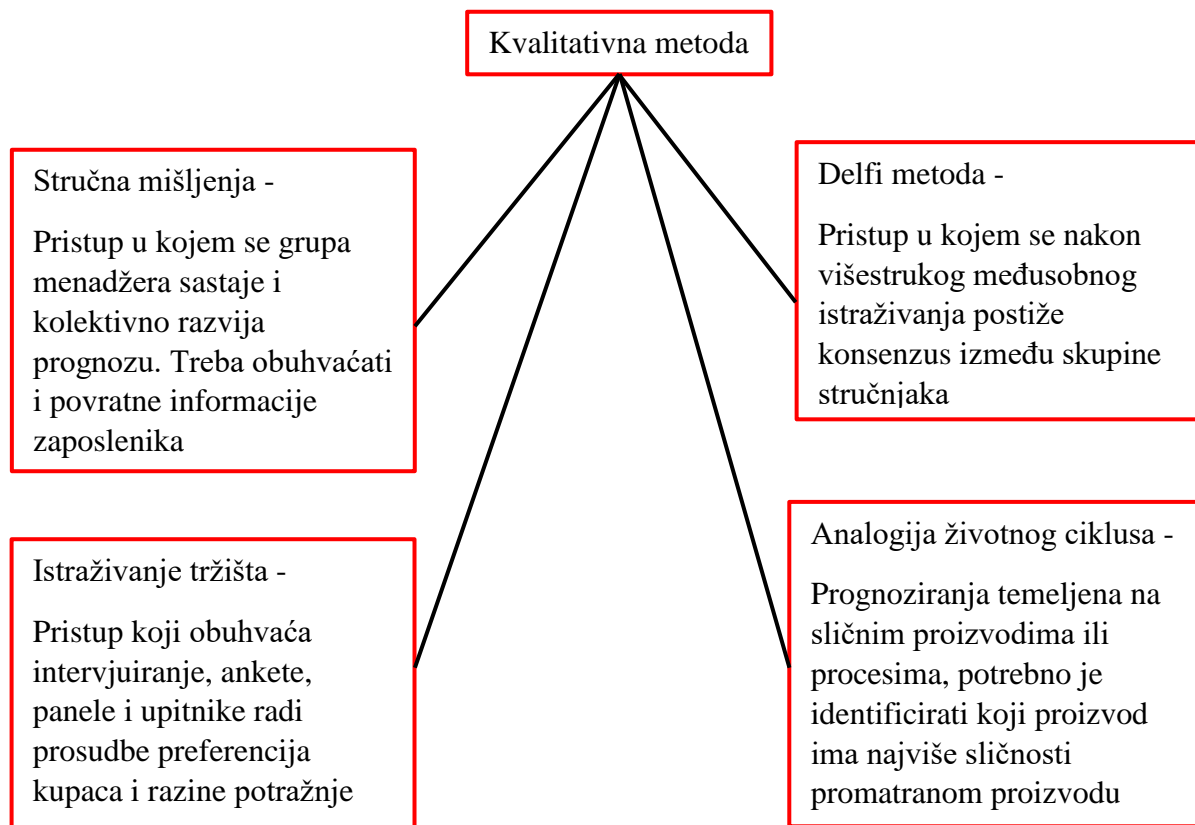 Kvalitativna metoda
Stručna mišljenja -
Pristup u kojem se grupa
menadžera sastaje i
kolektivno razvija
prognozu. Treba obuhvaćati
i povratne informacije
zaposlenika
Delfi metoda -
Pristup u kojem se nakon
višestrukog međusobnog
istraživanja postiže
konsenzus između skupine
stručnjaka
Istraživanje tržišta -
Pristup koji obuhvaća
intervjuiranje, ankete,
panele i upitnike radi
prosudbe preferencija
kupaca i razine potražnje
Analogija životnog ciklusa -
Prognoziranja temeljena na
sličnim proizvodima ili
procesima, potrebno je
identificirati koji proizvod
ima najviše sličnosti
promatranom proizvodu